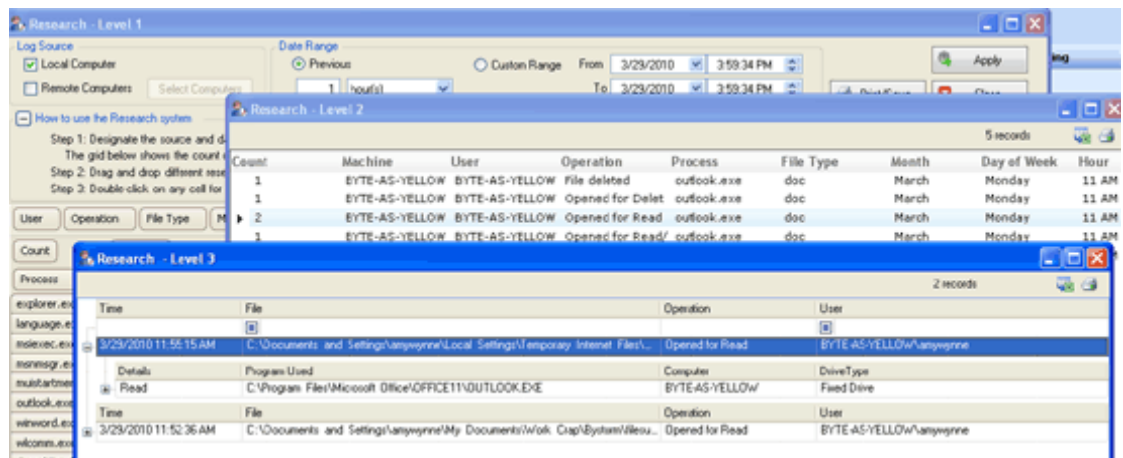 Research - Level 1
Log Source
Date Range
Local Computer
Previous
Custom Range
From 3/29/2010 3:59:34 PM
Apply
ing
Remote Computers
Select Computers
1 hour(s)
To 3/29/2010 3:59:34 PM
Print/Save
Close
How to use the Research system
Step 1: Designate the source and d
The grid below shows the count
Step 2: Drag and drop different rese
Step 3: Double-click on any cell for
User Operation File Type M
Count
Process
explorer.ex
language.e
msiexec.exe
msnmsgr.e
muistartmen
outlook.exe
winword.ex
wlcomm.exe
Research - Level 2
5 records
Count Machine User Operation Process File Type Month Day of Week Hour
1 BYTE-AS-YELLOW BYTE-AS-YELLOW File deleted outlook.exe doc March Monday 11 AM
1 BYTE-AS-YELLOW BYTE-AS-YELLOW Opened for Delet outlook.exe doc March Monday 11 AM
2 BYTE-AS-YELLOW BYTE-AS-YELLOW Opened for Read outlook.exe doc March Monday 11 AM
1 BYTE-AS-YELLOW BYTE-AS-YELLOW Opened for Read/ outlook.exe doc March Monday 11 AM
Research - Level 3
2 records
Time File Operation User
3/29/2010 11:55:15 AM C:\Documents and Settings\amywynne\Local Settings\Temporary Internet Files\... Opened for Read BYTE-AS-YELLOW\amywynne
Details Program Used Computer DriveType
Read C:\Program Files\Microsoft Office\OFFICE11\OUTLOOK.EXE BYTE-AS-YELLOW Fixed Drive
Time File Operation User
3/29/2010 11:52:36 AM C:\Documents and Settings\amywynne\My Documents\Work Crap\Bystorm\filesu... Opened for Read BYTE-AS-YELLOW\amywynne